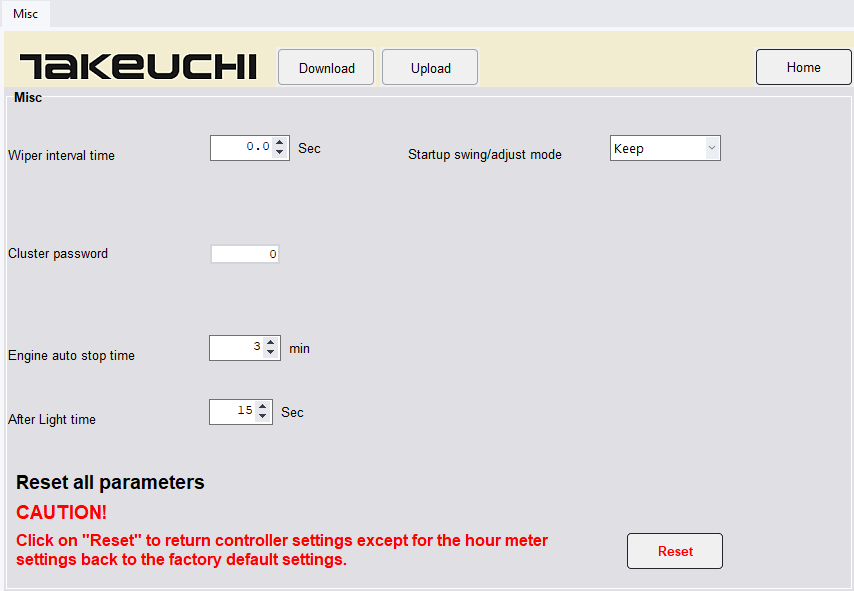 Misc
TAKEUCHI
Download
Upload
Home
Misc
Wiper interval time
0.0
Sec
Startup swing/adjust mode
Keep
Cluster password
0
Engine auto stop time
3
min
After Light time
15
Sec
Reset all parameters
CAUTION!
Click on "Reset" to return controller settings except for the hour meter
settings back to the factory default settings.
Reset